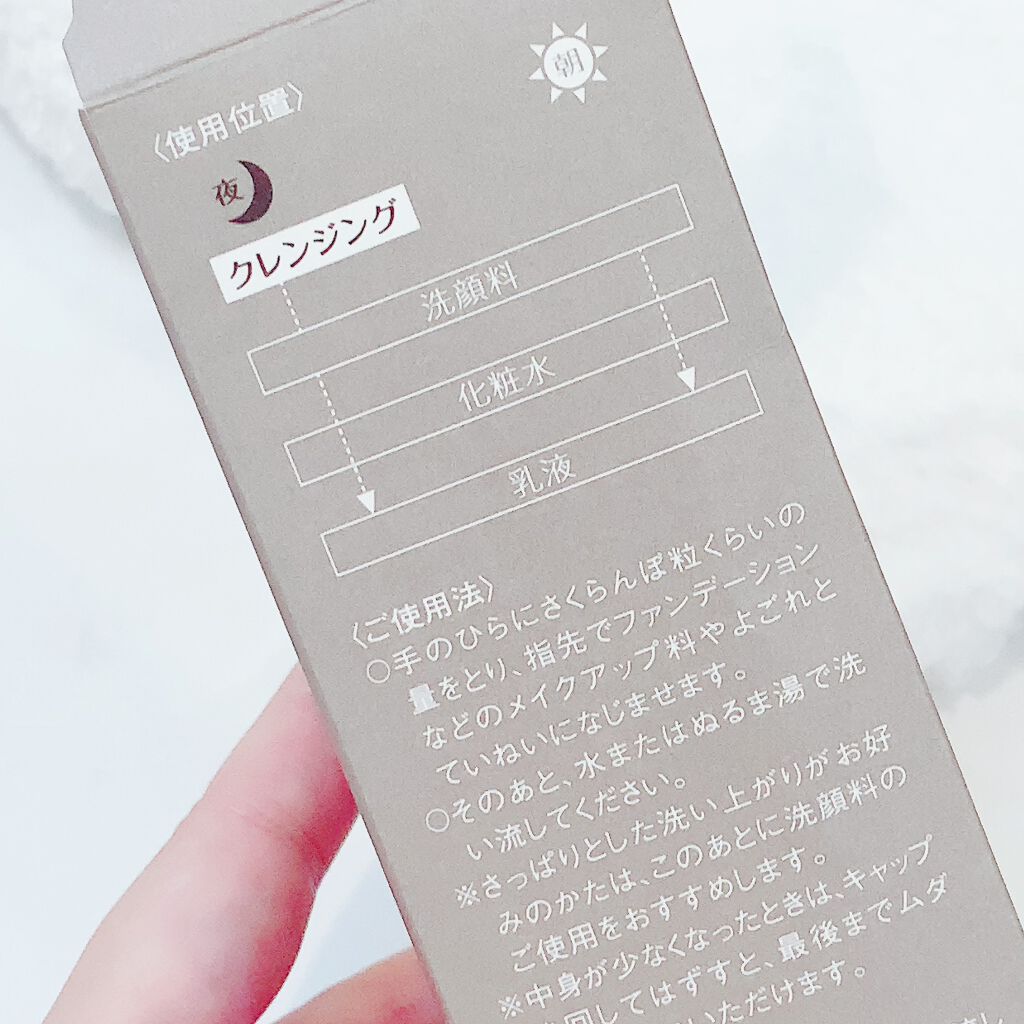 〈使用位置〉
朝
夜
クレンジング
洗顔料
化粧水
乳液
〈ご使用法〉
○手のひらにさくらんぼ粒くらいの
量をとり、指先でファンデーション
などのメイクアップ料やよごれと
ていねいになじませます。
○そのあと、水またはぬるま湯で洗
い流してください。
※さっぱりとした洗い上がりがお好
みのかたは、このあとに洗顔料の
ご使用をおすすめします。
※中身が少なくなったときは、キャップ
回してはずすと、最後までムダ
いただけます。